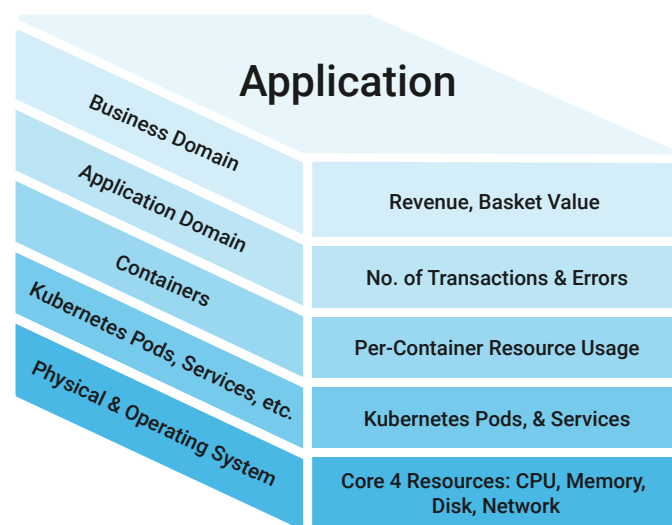 Application
Business Domain
Revenue, Basket Value
Application Domain
No. of Transactions & Errors
Containers
Per-Container Resource Usage
Kubernetes Pods, Services, etc.
Kubernetes Pods, & Services
Physical & Operating System
Core 4 Resources: CPU, Memory,
Disk, Network